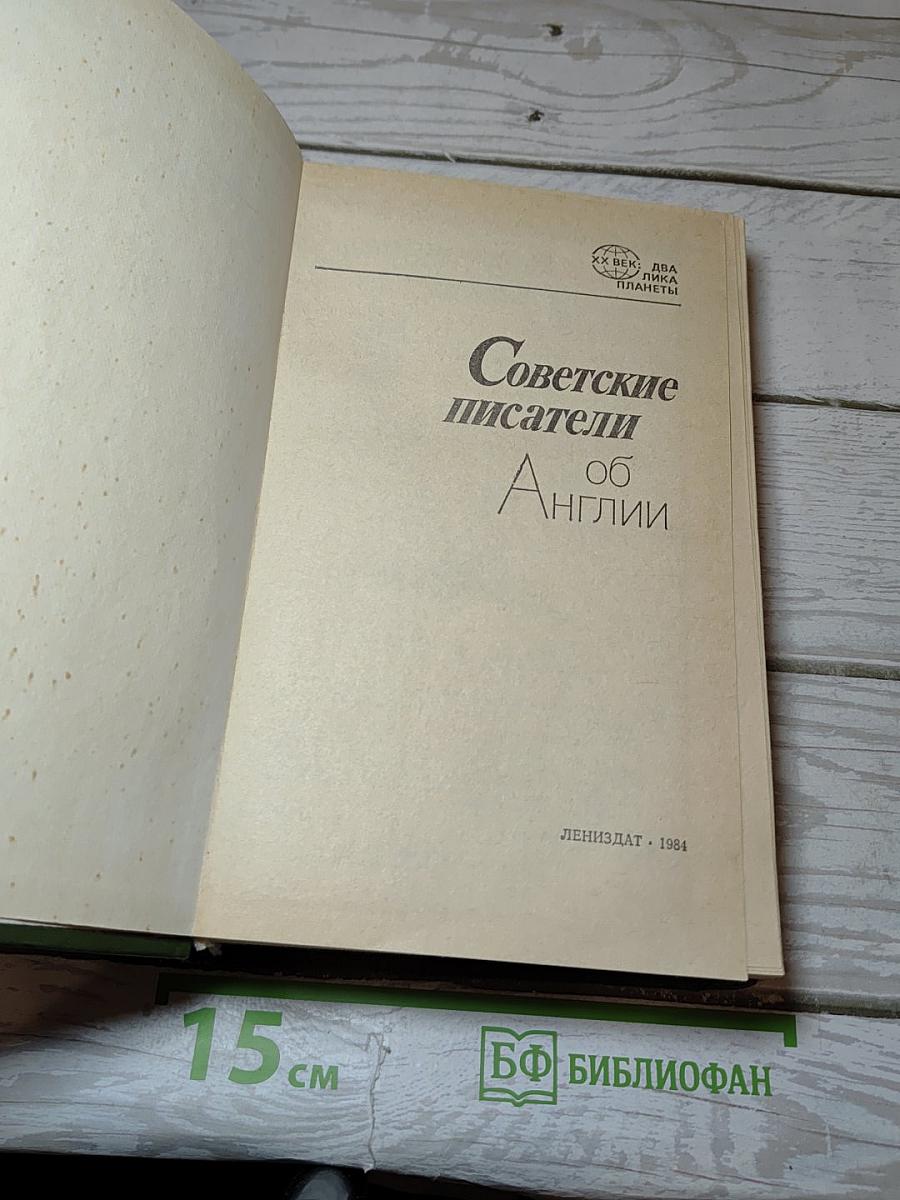 XX ВЕК: ДВА
ЛИКА
ПЛАНЕТЫ
Советские
писатели
об
Англии
ЛЕНИЗДАТ · 1984
15 см
БФ БИБЛИОФАН